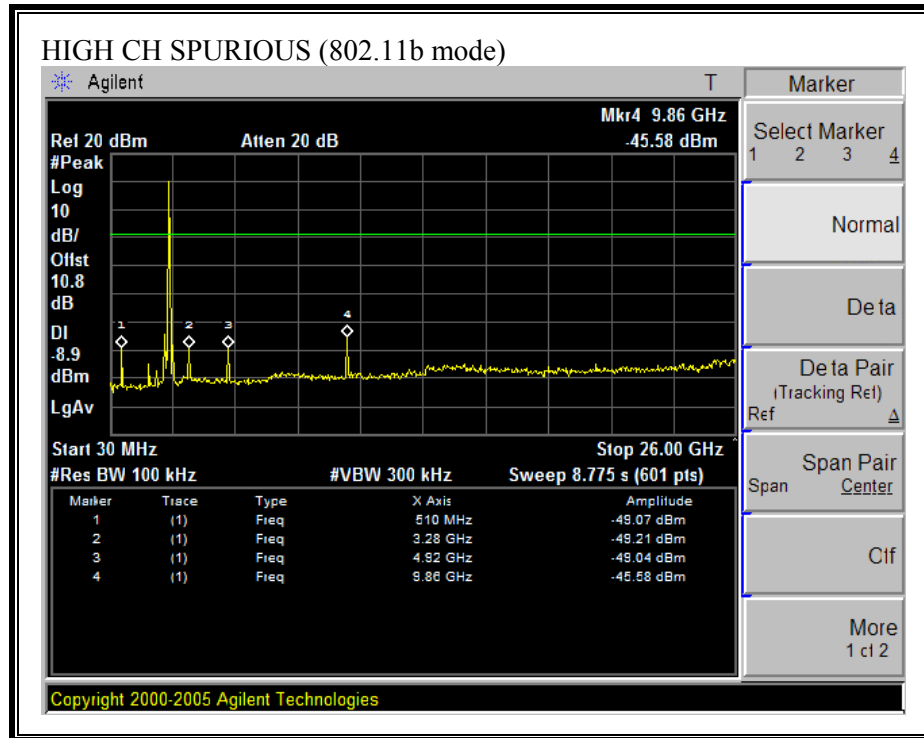 HIGH CH SPURIOUS (802.11b mode)
Agilent T
Marker
Mkr4 9.86 GHz
Ref 20 dBm Atten 20 dB -45.58 dBm
#Peak
Log
10
dB/
Offst
10.8
dB
DI
-8.9
dBm
LgAv
1 2 3 4
Start 30 MHz Stop 26.00 GHz
#Res BW 100 kHz #VBW 300 kHz Sweep 8.775 s (601 pts)
Marker Trace Type X Axis Amplitude
1 (1) Freq 510 MHz -49.07 dBm
2 (1) Freq 3.28 GHz -49.21 dBm
3 (1) Freq 4.92 GHz -49.04 dBm
4 (1) Freq 9.86 GHz -45.58 dBm
Select Marker
1 2 3 4
Normal
Delta
Delta Pair
(Tracking Ref)
Ref Δ
Span Pair
Span Center
Off
More
1 of 2
Copyright 2000-2005 Agilent Technologies